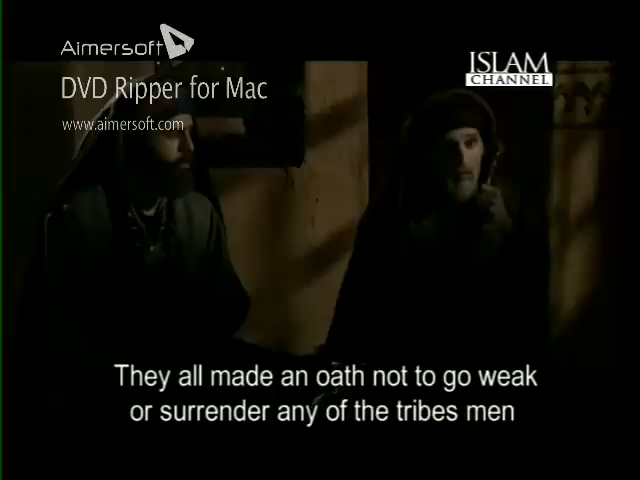 Aimersoft
DVD Ripper for Mac
www.aimersoft.com
ISLAM
CHANNEL
They all made an oath not to go weak
or surrender any of the tribes men